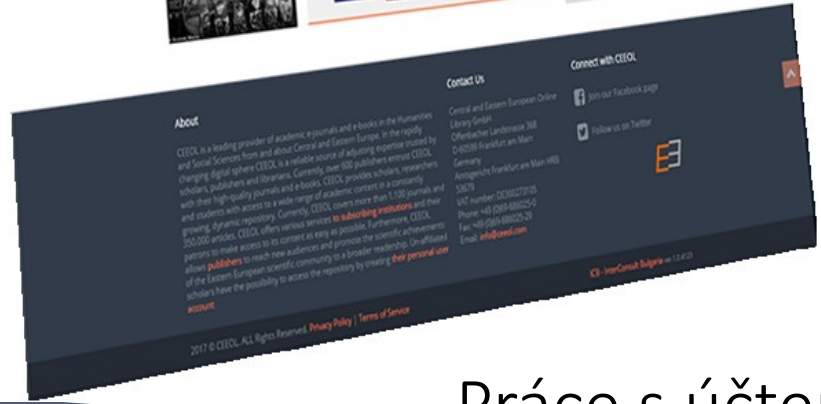 About
CEEOL is a leading provider of academic e-journals and e-books in the Humanities
and Social Sciences from and about Central and Eastern Europe. In the rapidly
changing digital sphere CEEOL is a reliable source of adjusting expertise trusted by
scholars, publishers and librarians. Currently, over 600 publishers entrust CEEOL
with their high-quality journals and e-books. CEEOL provides scholars, researchers
and students with access to a wide range of academic content in a constantly
growing, dynamic repository. Currently, CEEOL covers more than 1,100 journals and
350.000 articles. CEEOL offers various services to subscribing institutions and their
patrons to make access to its content as easy as possible. Furthermore, CEEOL
allows publishers to reach new audiences and promote the scientific achievements
of the Eastern European scientific community to a broader readership. Un-affiliated
scholars have the possibility to access the repository by creating their personal user
account
Contact Us
Central and Eastern European Online
Library GmbH
Offenbacher Landstrasse 368
D-60599 Frankfurt am Main
Germany
Amtsgericht Frankfurt am Main HRB
53679
VAT number: DE300273105
Phone: +49 (0)69-686025-0
Fax: +49 (0)69-686025-29
Email: info@ceeol.com
Connect with CEEOL
Join our Facebook page
Follow us on Twitter
2017 © CEEOL. ALL Rights Reserved. Privacy Policy | Terms of Service
ICB - InterConsult Bulgaria
Práce s účte